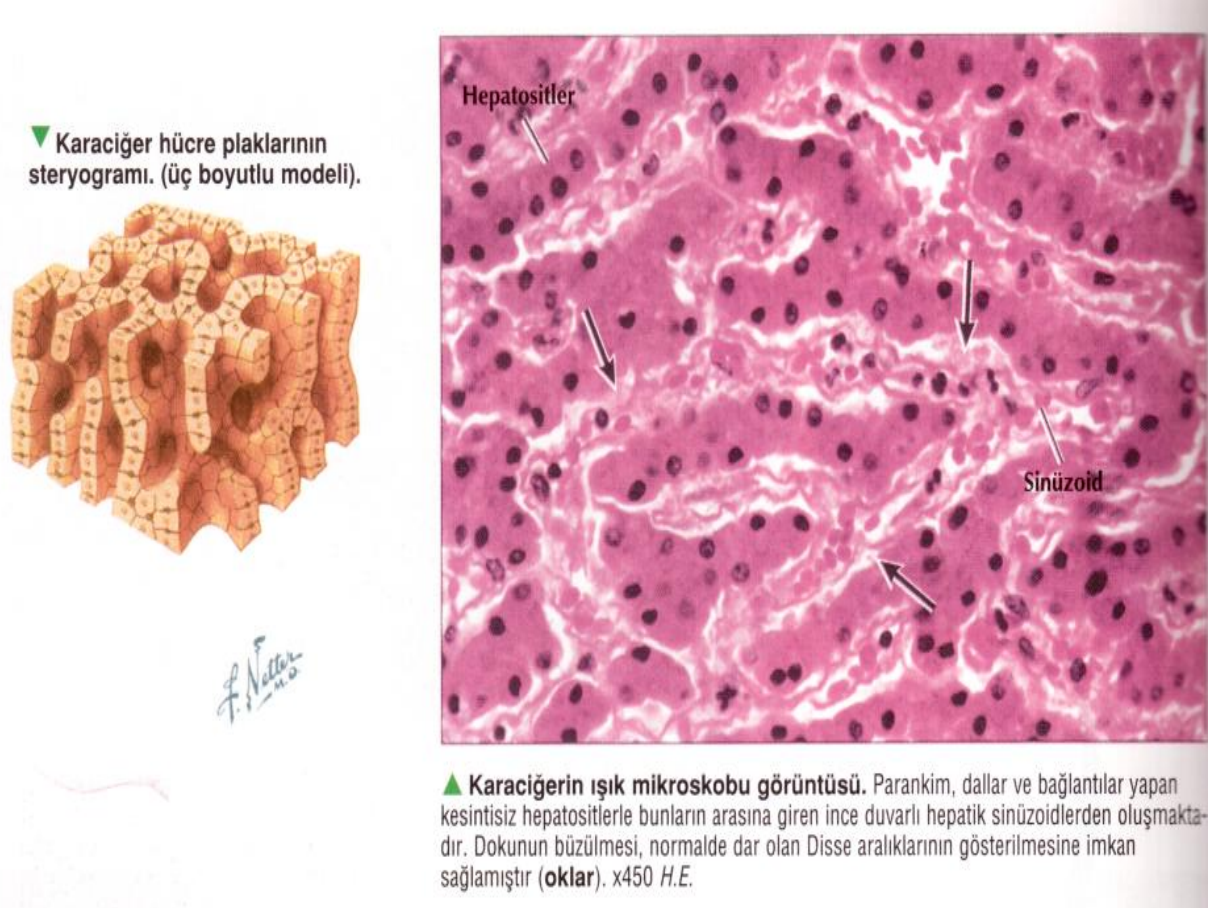 ▼ Karaciğer hücre plaklarının
steryogramı. (üç boyutlu modeli).
Hepatositler
Sinüzoid
F. Netter
M.D.
▲ Karaciğerin ışık mikroskobu görüntüsü. Parankim, dallar ve bağlantılar yapan
kesintisiz hepatositlerle bunların arasına giren ince duvarlı hepatik sinüzoidlerden oluşmakta-
dır. Dokunun büzülmesi, normalde dar olan Disse aralıklarının gösterilmesine imkan
sağlamıştır (oklar). x450 H.E.